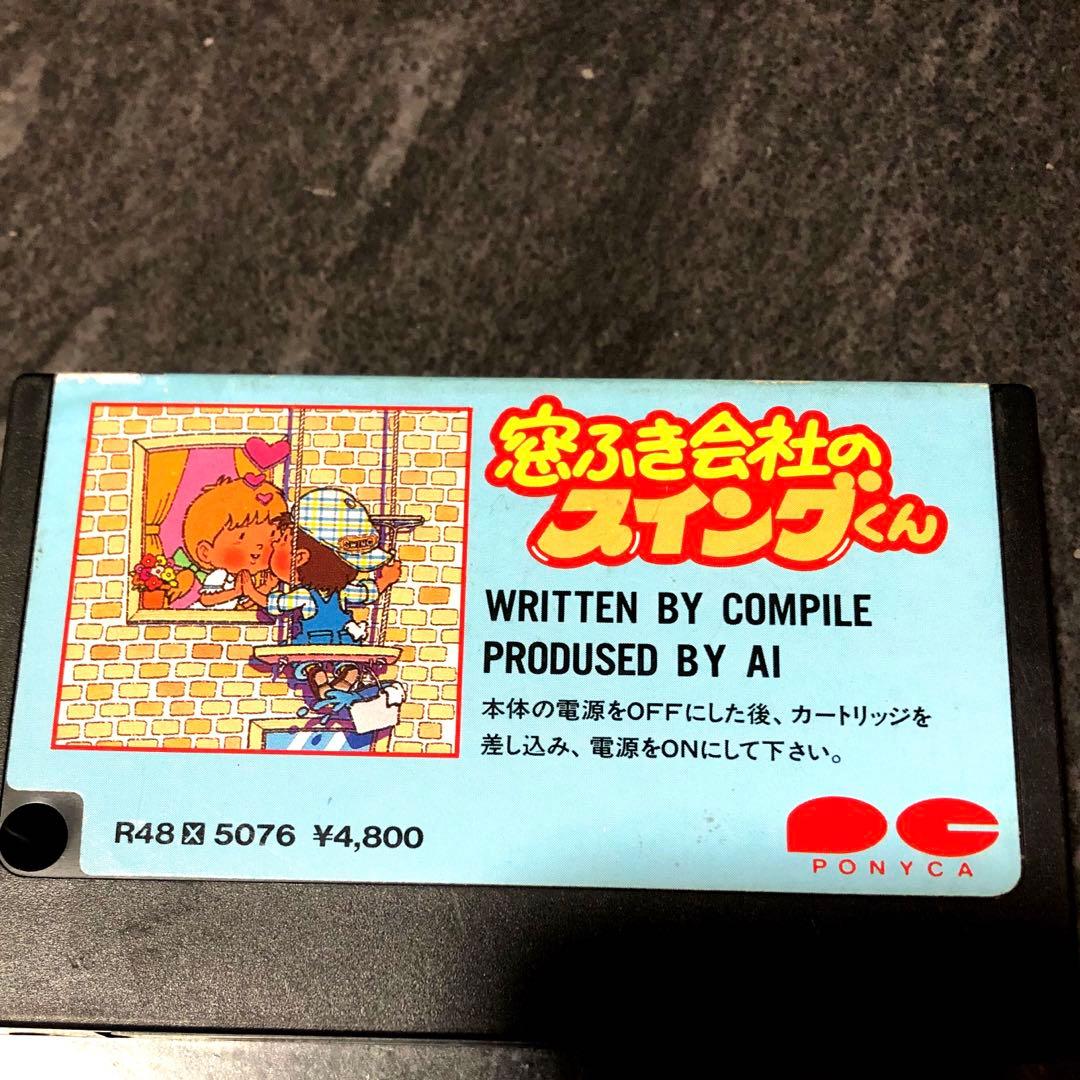 窓ふき会社の
スイングくん
WRITTEN BY COMPILE
PRODUSED BY AI
本体の電源をOFFにした後、カートリッジを
差し込み、電源をONにして下さい。
R48 X 5076 ¥4,800
PONYCA